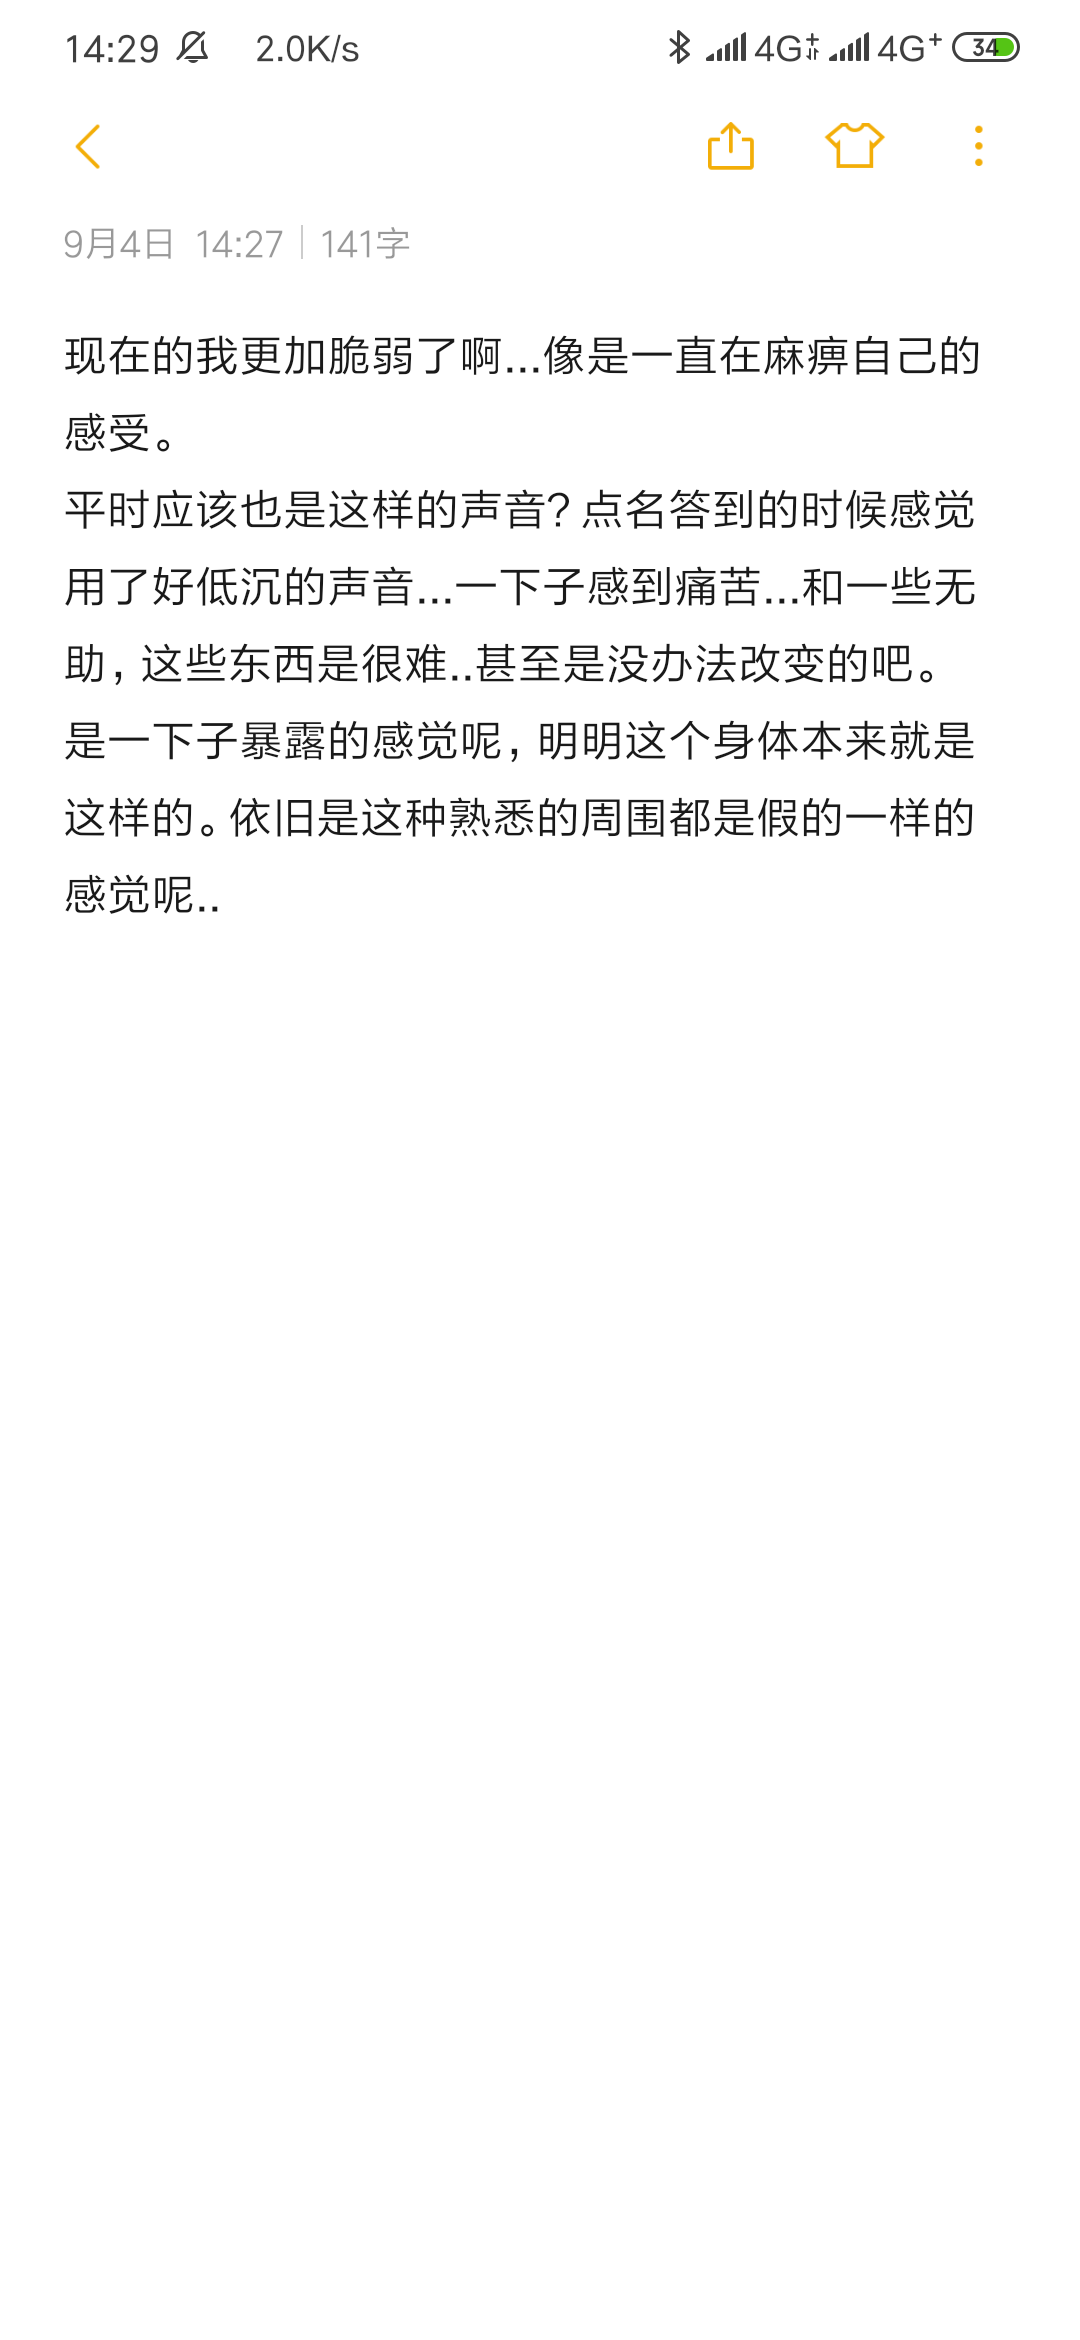 14:29 2.0K/s 4G+ 4G+ 34
9月4日 14:27 | 141字
现在的我更加脆弱了啊...像是一直在麻痹自己的
感受。
平时应该也是这样的声音? 点名答到的时候感觉
用了好低沉的声音...一下子感到痛苦...和一些无
助, 这些东西是很难..甚至是没办法改变的吧。
是一下子暴露的感觉呢, 明明这个身体本来就是
这样的。依旧是这种熟悉的周围都是假的一样的
感觉呢..